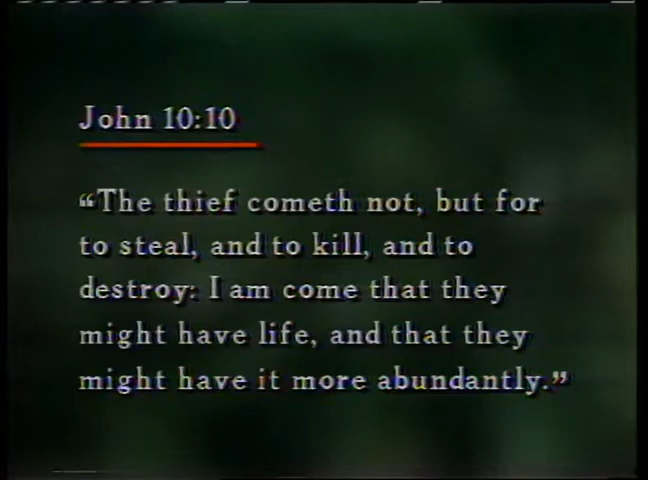 John 10:10
“The thief cometh not, but for
to steal, and to kill, and to
destroy: I am come that they
might have life, and that they
might have it more abundantly.”